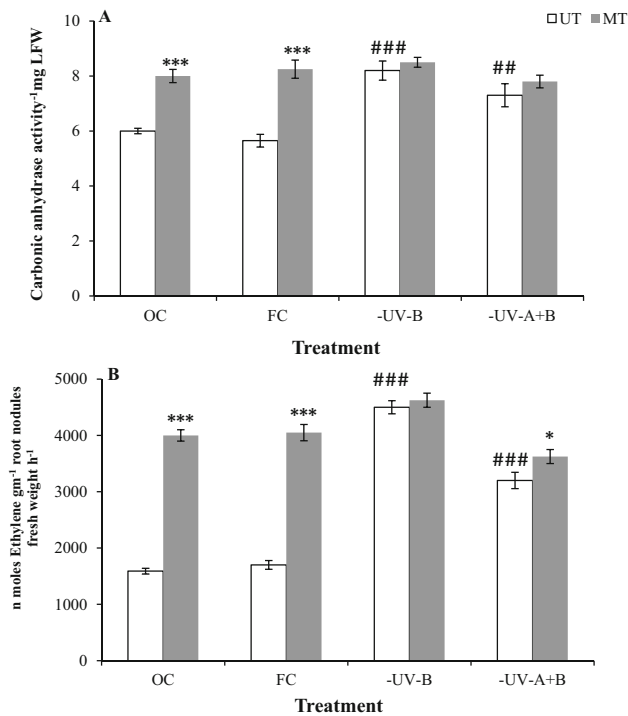 A
UT MT
Carbonic anhydrase activity⁻¹mg LFW
10
8
6
4
2
0
***
***
###
##
OC FC -UV-B -UV-A+B
Treatment
B
n moles Ethylene gm⁻¹ root nodules
fresh weight h⁻¹
5000
4000
3000
2000
1000
0
***
***
###
###
*
OC FC -UV-B -UV-A+B
Treatment